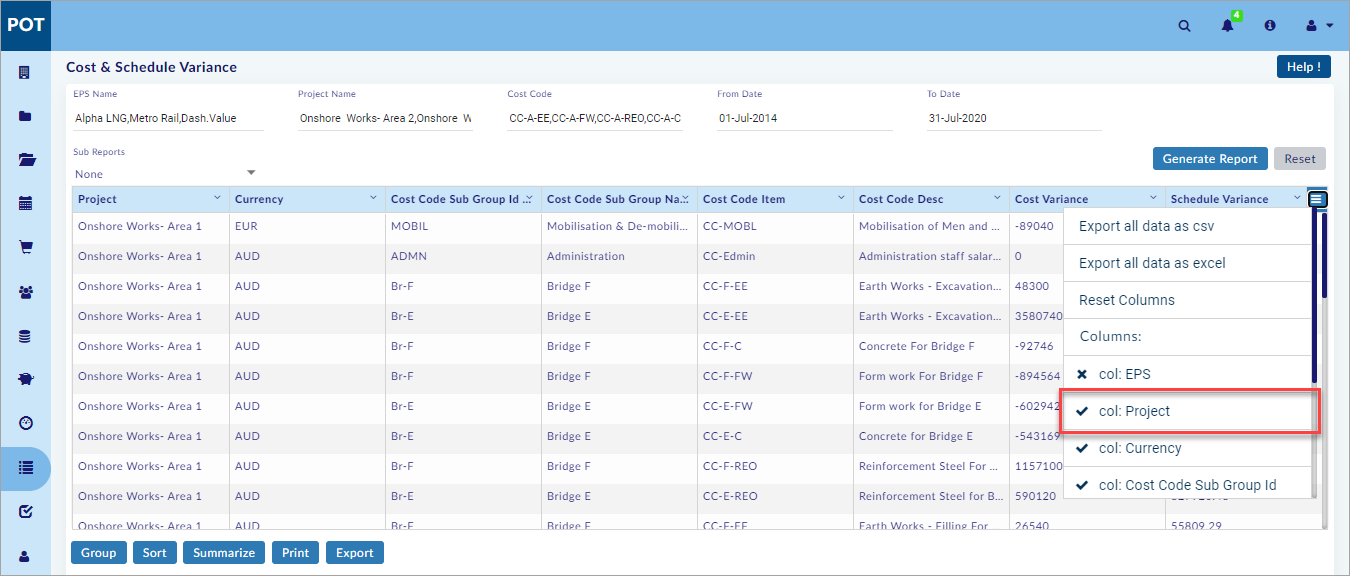 POT
4
Cost & Schedule Variance
Help !
EPS Name Project Name Cost Code From Date To Date
Alpha LNG,Metro Rail,Dash.Value Onshore Works- Area 2,Onshore W CC-A-EE,CC-A-FW,CC-A-REO,CC-A-C 01-Jul-2014 31-Jul-2020
Sub Reports
None
Generate Report Reset
Project Currency Cost Code Sub Group Id ... Cost Code Sub Group Na... Cost Code Item Cost Code Desc Cost Variance Schedule Variance
Onshore Works- Area 1 EUR MOBIL Mobilisation & De-mobili... CC-MOBL Mobilisation of Men and ... -89040
Onshore Works- Area 1 AUD ADMN Administration CC-Edmin Administration staff salar... 0
Onshore Works- Area 1 AUD Br-F Bridge F CC-F-EE Earth Works - Excavation... 48300
Onshore Works- Area 1 AUD Br-E Bridge E CC-E-EE Earth Works - Excavation... 3580740
Onshore Works- Area 1 AUD Br-F Bridge F CC-F-C Concrete For Bridge F -92746
Onshore Works- Area 1 AUD Br-F Bridge F CC-F-FW Form work For Bridge F -894564
Onshore Works- Area 1 AUD Br-E Bridge E CC-E-FW Form work for Bridge E -602942
Onshore Works- Area 1 AUD Br-E Bridge E CC-E-C Concrete for Bridge E -543169
Onshore Works- Area 1 AUD Br-F Bridge F CC-F-REO Reinforcement Steel For ... 1157100
Onshore Works- Area 1 AUD Br-E Bridge E CC-E-REO Reinforcement Steel for B... 590120
Onshore Works- Area 1 AUD Br-E Bridge E CC-E-EF Earth Works - Filling For 26540 55809.29
Export all data as csv
Export all data as excel
Reset Columns
Columns:
col: EPS
col: Project
col: Currency
col: Cost Code Sub Group Id
Group Sort Summarize Print Export